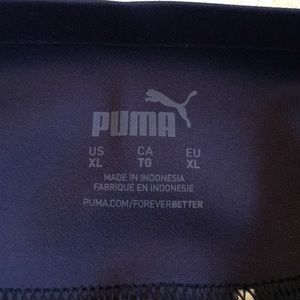 PUMA
US CA EU
XL TG XL
MADE IN INDONESIA
FABRIQUÉ EN INDONÉSIE
PUMA.COM/FOREVERBETTER